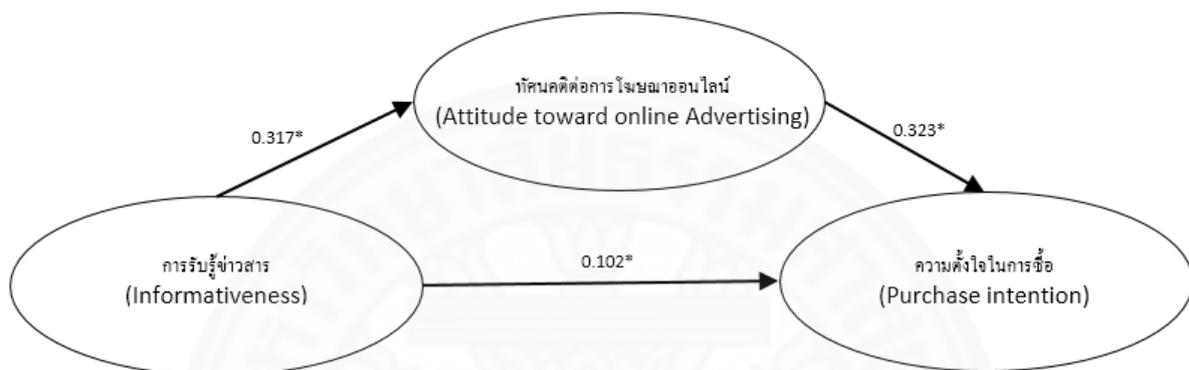 ทัศนคติต่อการโฆษณาออนไลน์
(Attitude toward online Advertising)
0.317*
0.323*
การรับรู้ข่าวสาร
(Informativeness)
0.102*
ความตั้งใจในการซื้อ
(Purchase intention)